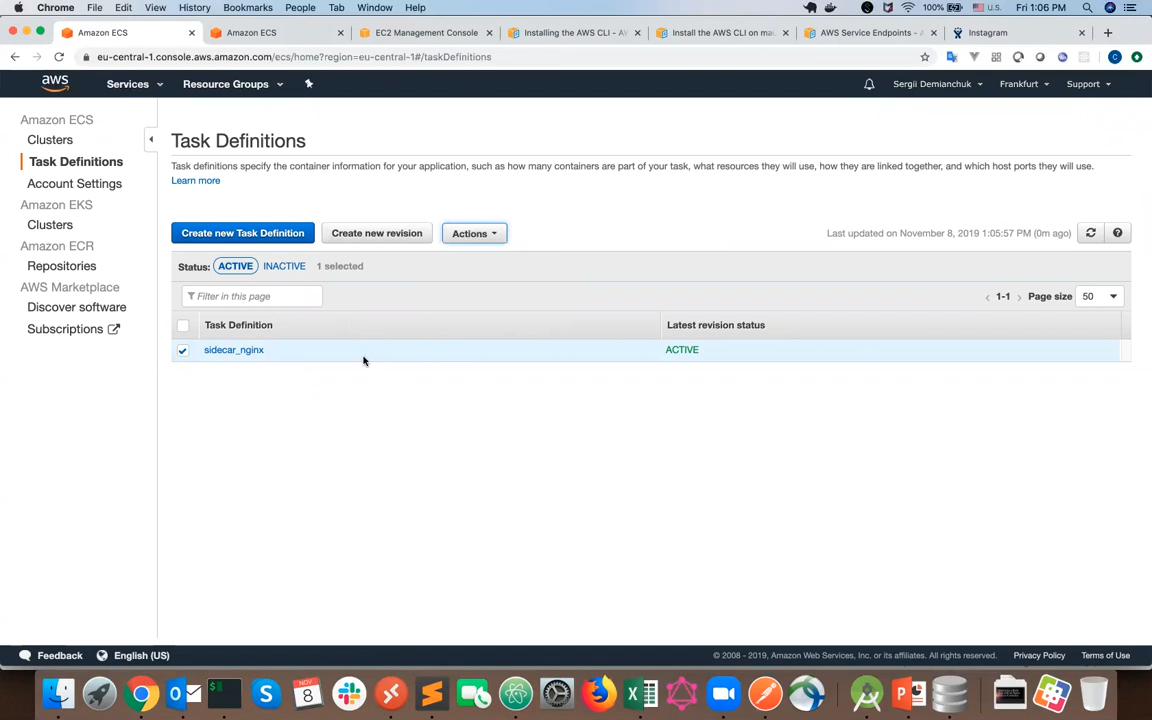 Chrome File Edit View History Bookmarks People Tab Window Help 100% U.S. Fri 1:06 PM
Amazon ECS Amazon ECS EC2 Management Console Installing the AWS CLI - AV Install the AWS CLI on ma Instagram
AWS Service Endpoints - A
eu-central-1.console.aws.amazon.com/ecs/home?region=eu-central-1#/taskDefinitions
aws Services Resource Groups Sergii Demianchuk Frankfurt Support
Amazon ECS
Clusters
Task Definitions
Account Settings
Amazon EKS
Clusters
Amazon ECR
Repositories
AWS Marketplace
Discover software
Subscriptions
Task Definitions
Task definitions specify the container information for your application, such as how many containers are part of your task, what resources they will use, how they are linked together, and which host ports they will use.
Learn more
Create new Task Definition Create new revision Actions Last updated on November 8, 2019 1:05:57 PM (0m ago)
Status: ACTIVE INACTIVE 1 selected
Filter in this page 1-1 Page size 50
Task Definition Latest revision status
sidecar_nginx ACTIVE
Feedback English (US) © 2008 - 2019, Amazon Web Services, Inc. or its affiliates. All rights reserved. Privacy Policy Terms of Use
NOV
8